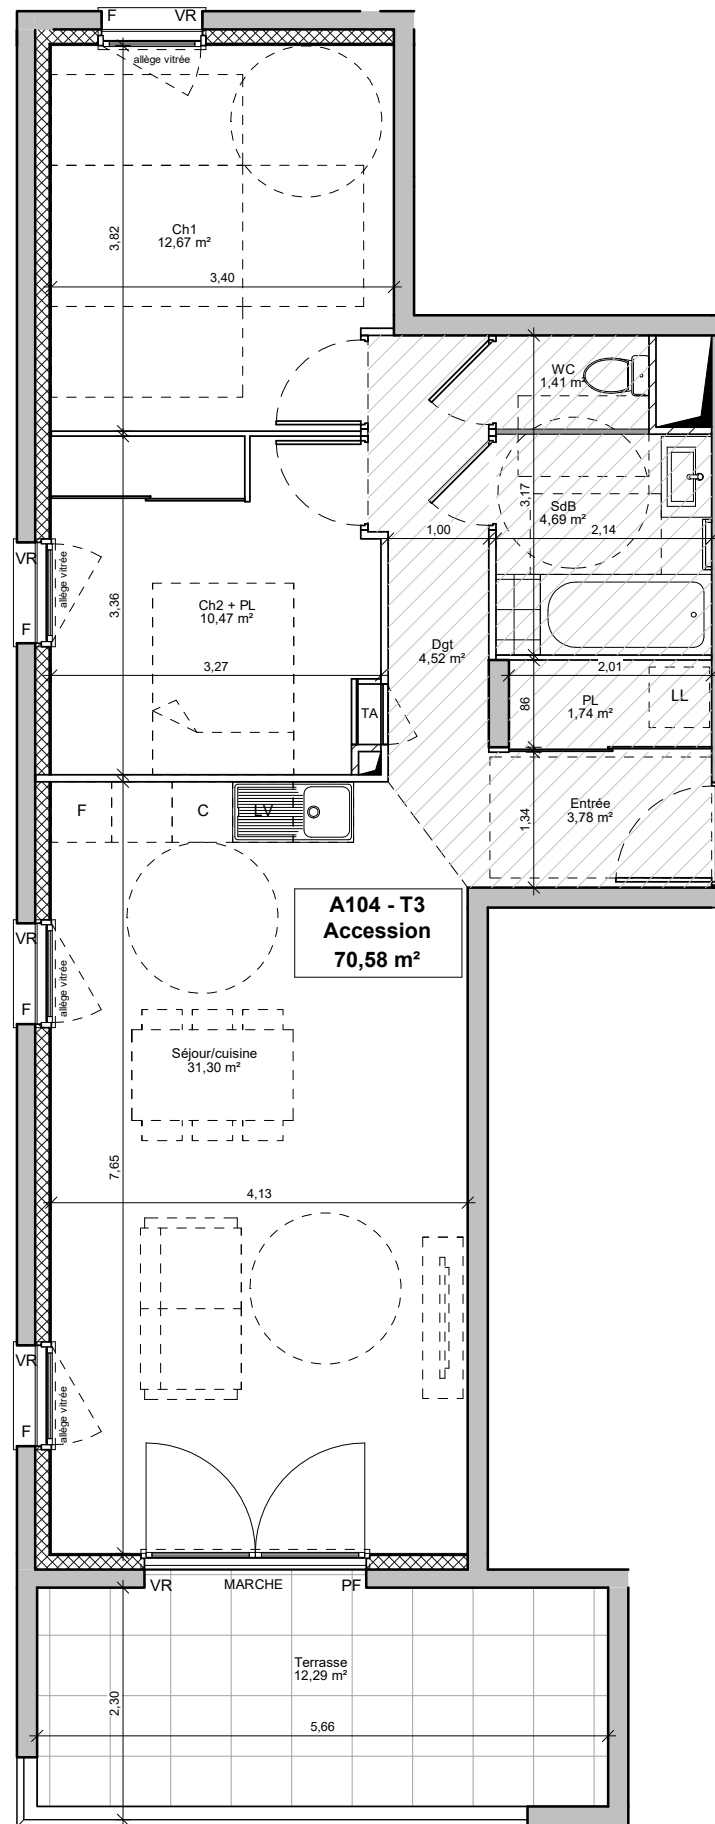 F
VR
allège vitrée
Ch1
12,67 m²
3,82
3,40
WC
1,41 m²
3,17
SdB
4,69 m²
1,00
2,14
VR
F
allège vitrée
3,36
Ch2 + PL
10,47 m²
3,27
Dgt
4,52 m²
TA
2,01
86
PL
1,74 m²
LL
Entrée
3,78 m²
1,34
F
C
LV
A104 - T3
Accession
70,58 m²
VR
F
allège vitrée
Séjour/cuisine
31,30 m²
7,65
4,13
VR
F
allège vitrée
VR
MARCHE
PF
Terrasse
12,29 m²
2,30
5,66